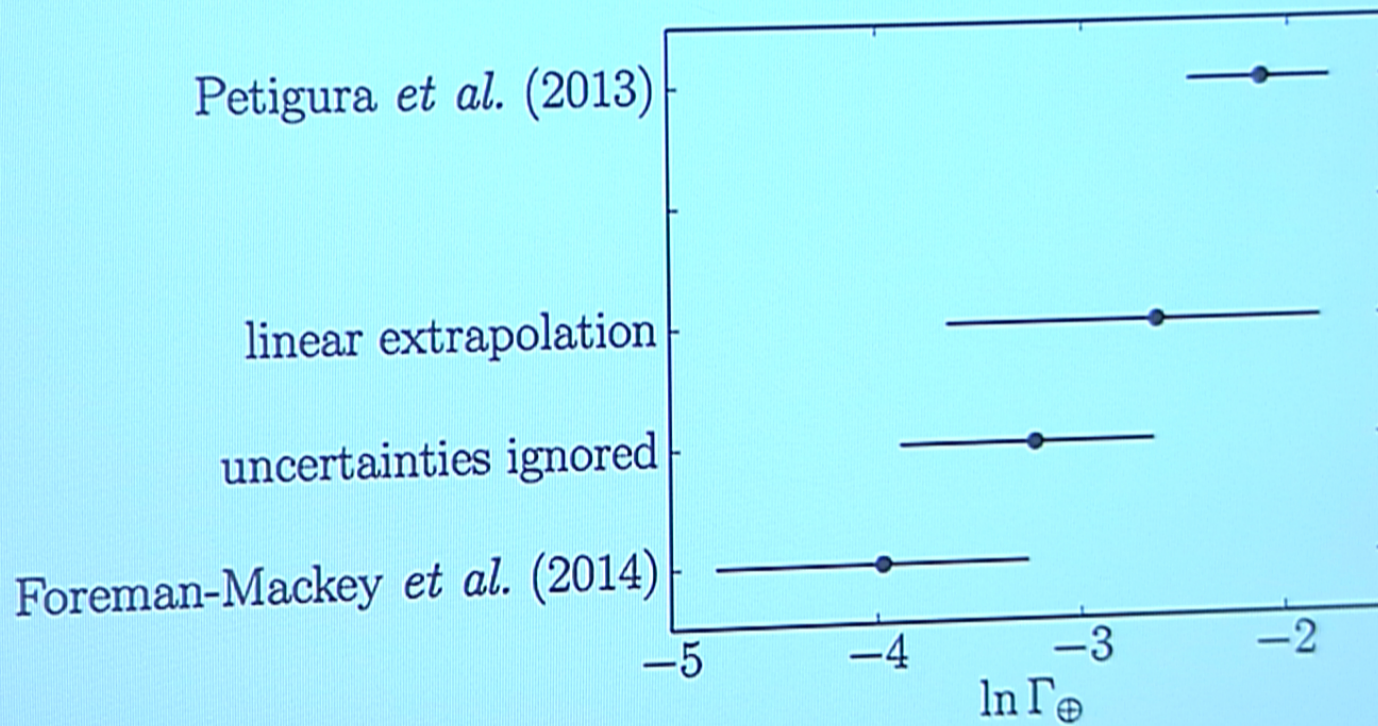 Petigura et al. (2013)
linear extrapolation
uncertainties ignored
Foreman-Mackey et al. (2014)
−5 −4 −3 −2
ln Γ⊕